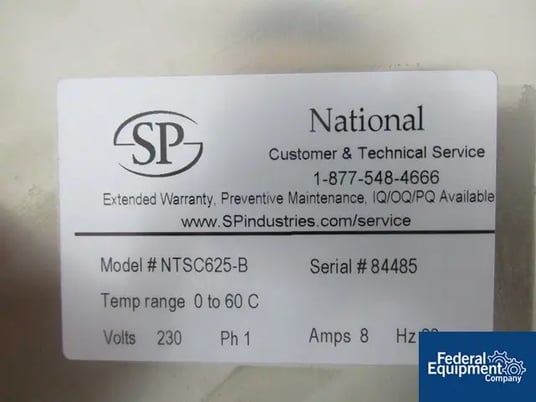 SP
National
Customer & Technical Service
1-877-548-4666
Extended Warranty, Preventive Maintenance, IQ/OQ/PQ Available
www.SPindustries.com/service
Model # NTSC625-B Serial # 84485
Temp range 0 to 60 C
Volts 230 Ph 1 Amps 8 Hz
Federal
Equipment
Company